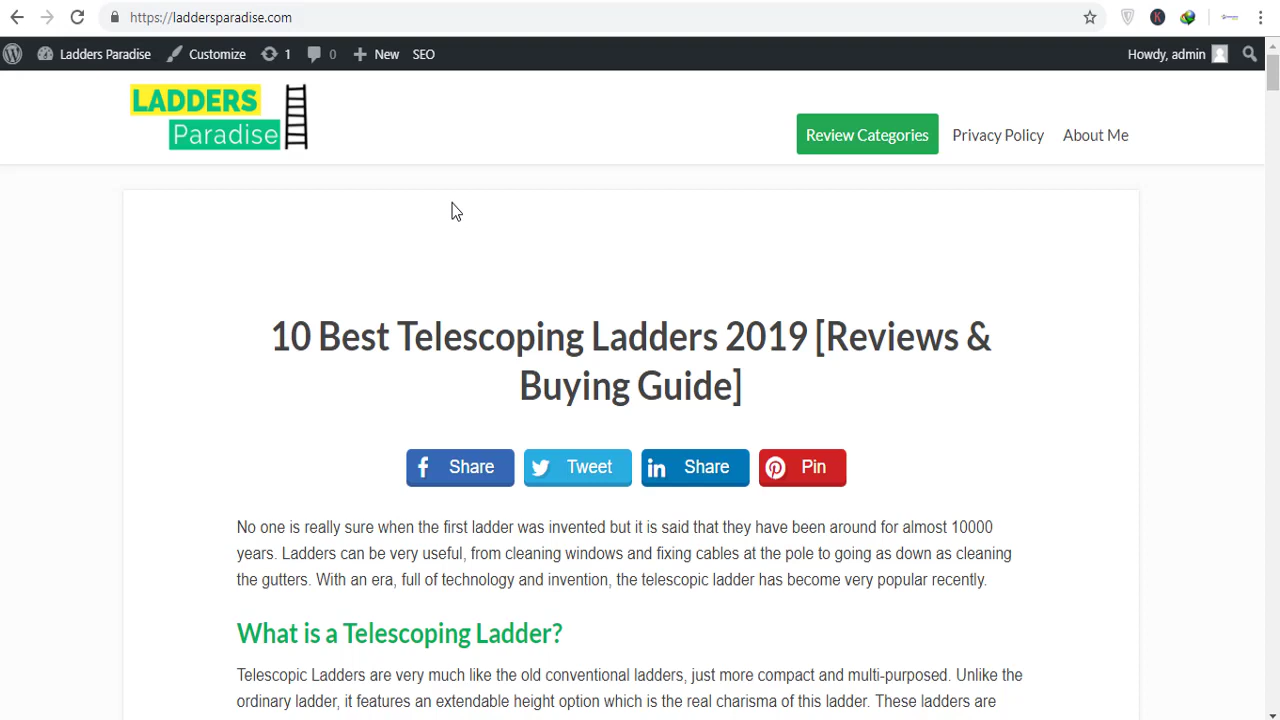 https://laddersparadise.com
Ladders Paradise Customize 1 0 New SEO Howdy, admin
LADDERS
Paradise
Review Categories Privacy Policy About Me
10 Best Telescoping Ladders 2019 [Reviews &
Buying Guide]
Share Tweet Share Pin
No one is really sure when the first ladder was invented but it is said that they have been around for almost 10000
years. Ladders can be very useful, from cleaning windows and fixing cables at the pole to going as down as cleaning
the gutters. With an era, full of technology and invention, the telescopic ladder has become very popular recently.
What is a Telescoping Ladder?
Telescopic Ladders are very much like the old conventional ladders, just more compact and multi-purposed. Unlike the
ordinary ladder, it features an extendable height option which is the real charisma of this ladder. These ladders are